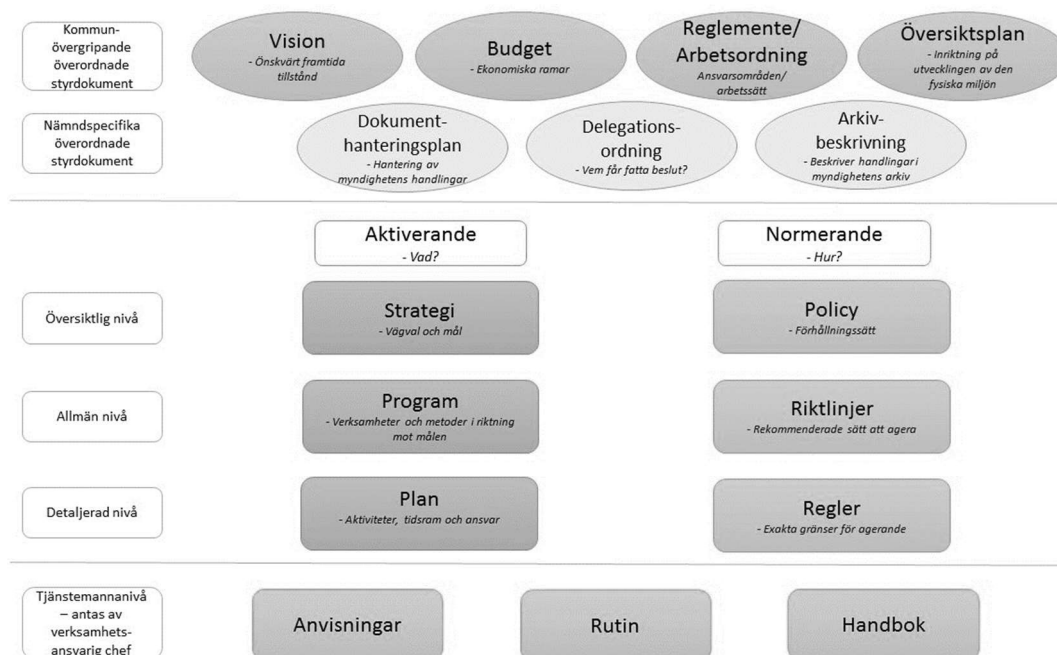 Kommun-
övergripande
överordnade
styrdokument
Vision
- Önskvärt framtida
tillstånd
Budget
- Ekonomiska ramar
Reglemente/
Arbetsordning
Ansvarsområden/
arbetssätt
Översiktsplan
- Inriktning på
utvecklingen av den
fysiska miljön
Nämndspecifika
överordnade
styrdokument
Dokument-
hanteringsplan
- Hantering av
myndighetens handlingar
Delegations-
ordning
- Vem får fatta beslut?
Arkiv-
beskrivning
- Beskriver handlingar i
myndighetens arkiv
Aktiverande
- Vad?
Normerande
- Hur?
Översiktlig nivå
Strategi
- Vägval och mål
Policy
- Förhållningssätt
Allmän nivå
Program
- Verksamheter och metoder i riktning
mot målen
Riktlinjer
- Rekommenderade sätt att agera
Detaljerad nivå
Plan
- Aktiviteter, tidsram och ansvar
Regler
- Exakta gränser för agerande
Tjänstemannanivå
– antas av
verksamhets-
ansvarig chef
Anvisningar
Rutin
Handbok